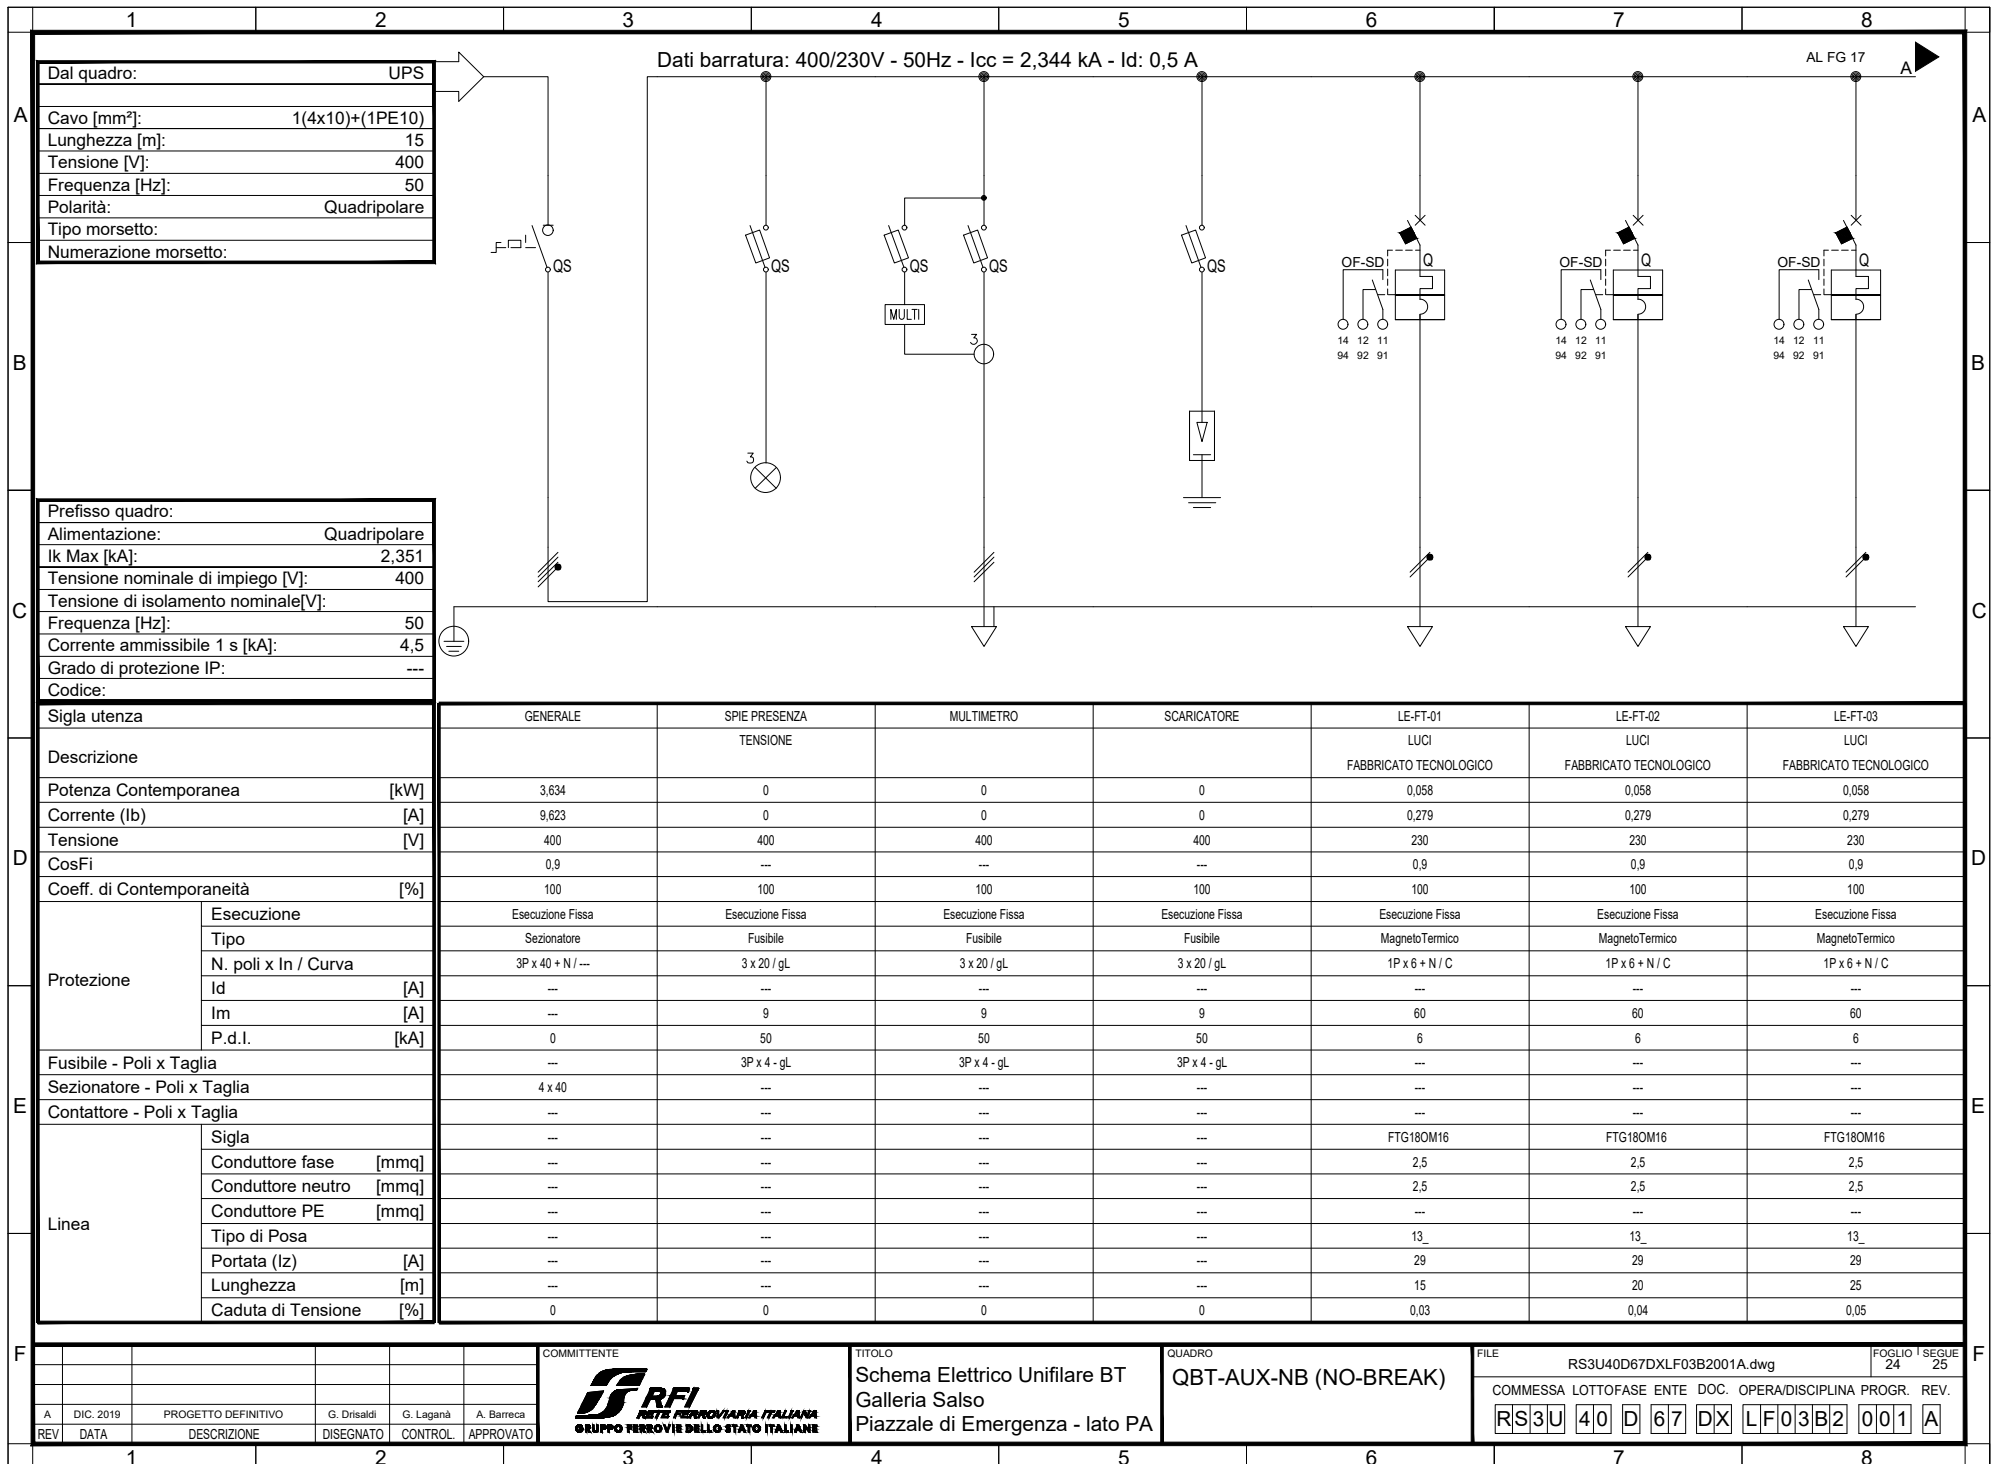 1 2 3 4 5 6 7 8
Dati barratura: 400/230V - 50Hz - Icc = 2,344 kA - Id: 0,5 A
AL FG 17 A
Dal quadro: UPS
Cavo [mm²]: 1(4x10)+(1PE10)
Lunghezza [m]: 15
Tensione [V]: 400
Frequenza [Hz]: 50
Polarità: Quadripolare
Tipo morsetto:
Numerazione morsetto:
A A
QS QS QS QS QS
OF-SD Q OF-SD Q OF-SD Q
MULTI
3
14 12 11 14 12 11 14 12 11
94 92 91 94 92 91 94 92 91
B B
3
Prefisso quadro:
Alimentazione: Quadripolare
Ik Max [kA]: 2,351
Tensione nominale di impiego [V]: 400
Tensione di isolamento nominale[V]:
Frequenza [Hz]: 50
Corrente ammissibile 1 s [kA]: 4,5
Grado di protezione IP: ---
Codice:
C C
Sigla utenza GENERALE SPIE PRESENZA MULTIMETRO SCARICATORE LE-FT-01 LE-FT-02 LE-FT-03
Descrizione TENSIONE LUCI LUCI LUCI
FABBRICATO TECNOLOGICO FABBRICATO TECNOLOGICO FABBRICATO TECNOLOGICO
Potenza Contemporanea [kW] 3,634 0 0 0 0,058 0,058 0,058
Corrente (Ib) [A] 9,623 0 0 0 0,279 0,279 0,279
Tensione [V] 400 400 400 400 230 230 230
D D
CosFi 0,9 --- --- --- 0,9 0,9 0,9
Coeff. di Contemporaneità [%] 100 100 100 100 100 100 100
Protezione
Esecuzione Esecuzione Fissa Esecuzione Fissa Esecuzione Fissa Esecuzione Fissa Esecuzione Fissa Esecuzione Fissa Esecuzione Fissa
Tipo Sezionatore Fusibile Fusibile Fusibile MagnetoTermico MagnetoTermico MagnetoTermico
N. poli x In / Curva 3P x 40 + N / --- 3 x 20 / gL 3 x 20 / gL 3 x 20 / gL 1P x 6 + N / C 1P x 6 + N / C 1P x 6 + N / C
Id [A] --- --- --- --- --- --- ---
Im [A] --- 9 9 9 60 60 60
P.d.I. [kA] 0 50 50 50 6 6 6
Fusibile - Poli x Taglia --- 3P x 4 - gL 3P x 4 - gL 3P x 4 - gL --- --- ---
Sezionatore - Poli x Taglia 4 x 40 --- --- --- --- --- ---
E E
Contattore - Poli x Taglia --- --- --- --- --- --- ---
Linea
Sigla --- --- --- --- FTG18OM16 FTG18OM16 FTG18OM16
Conduttore fase [mmq] --- --- --- --- 2,5 2,5 2,5
Conduttore neutro [mmq] --- --- --- --- 2,5 2,5 2,5
Conduttore PE [mmq] --- --- --- --- --- --- ---
Tipo di Posa --- --- --- --- 13_ 13_ 13_
Portata (Iz) [A] --- --- --- --- 29 29 29
Lunghezza [m] --- --- --- --- 15 20 25
Caduta di Tensione [%] 0 0 0 0 0,03 0,04 0,05
F F
A DIC. 2019 PROGETTO DEFINITIVO G. Drisaldi G. Laganà A. Barreca
REV DATA DESCRIZIONE DISEGNATO CONTROL. APPROVATO
COMMITTENTE
RFI
RETE FERROVIARIA ITALIANA
GRUPPO FERROVIE DELLO STATO ITALIANE
TITOLO
Schema Elettrico Unifilare BT
Galleria Salso
Piazzale di Emergenza - lato PA
QUADRO
QBT-AUX-NB (NO-BREAK)
FILE
RS3U40D67DXLF03B2001A.dwg
FOGLIO SEGUE
24 25
COMMESSA LOTTO FASE ENTE DOC. OPERA/DISCIPLINA PROGR. REV.
RS3U 40 D 67 DX LF03B2 001 A
1 2 3 4 5 6 7 8